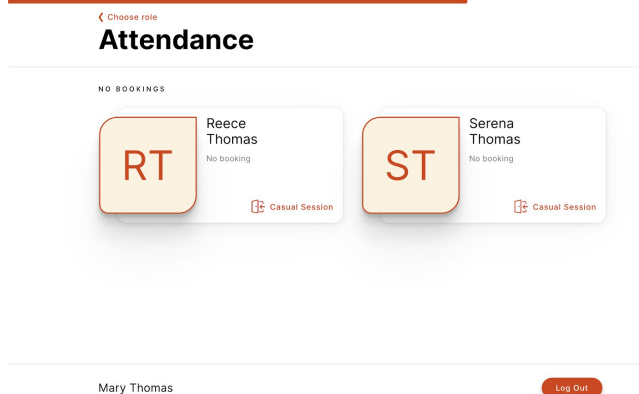 Choose role
Attendance
NO BOOKINGS
RT
Reece
Thomas
No booking
Casual Session
ST
Serena
Thomas
No booking
Casual Session
Mary Thomas
Log Out